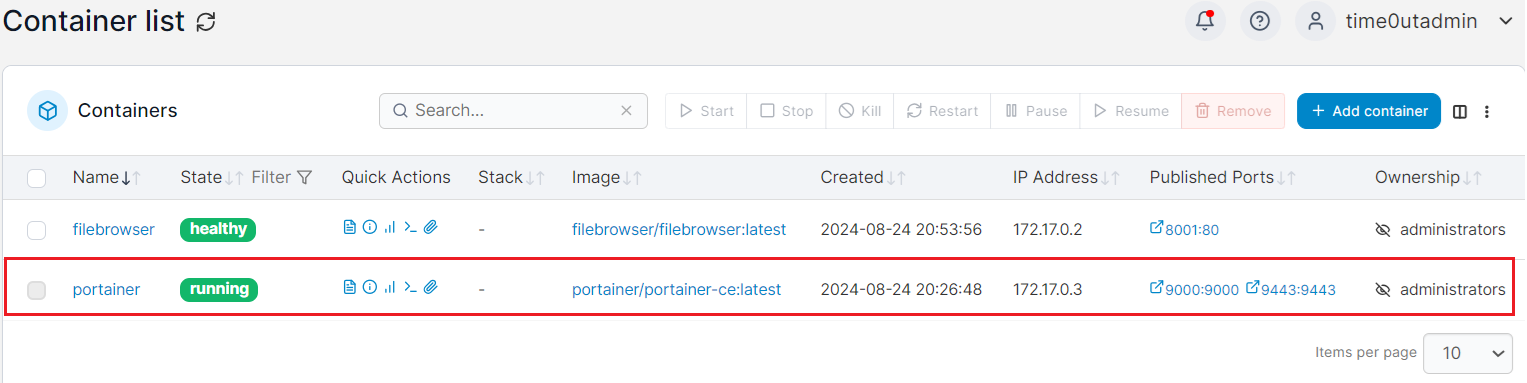 Container list
time0utadmin
Containers
Search...
Start
Stop
Kill
Restart
Pause
Resume
Remove
Add container
Name State Filter Quick Actions Stack Image Created IP Address Published Ports Ownership
filebrowser healthy - filebrowser/filebrowser:latest 2024-08-24 20:53:56 172.17.0.2 8001:80 administrators
portainer running - portainer/portainer-ce:latest 2024-08-24 20:26:48 172.17.0.3 9000:9000 9443:9443 administrators
Items per page 10